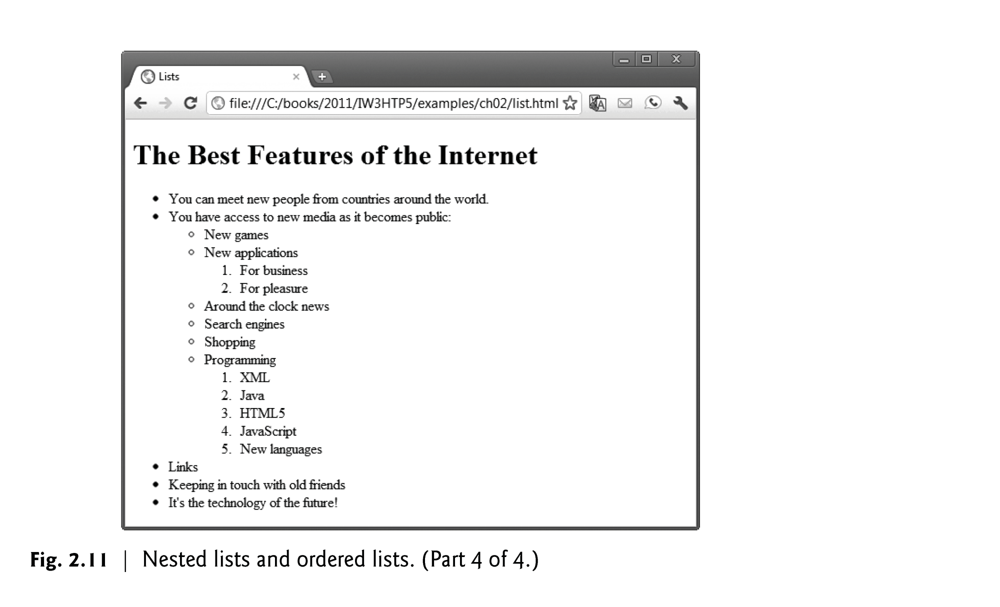 Lists
file:///C:/books/2011/IW3HTP5/examples/ch02/list.html
The Best Features of the Internet
• You can meet new people from countries around the world.
• You have access to new media as it becomes public:
◦ New games
◦ New applications
1. For business
2. For pleasure
◦ Around the clock news
◦ Search engines
◦ Shopping
◦ Programming
1. XML
2. Java
3. HTML5
4. JavaScript
5. New languages
• Links
• Keeping in touch with old friends
• It's the technology of the future!
Fig. 2.11 | Nested lists and ordered lists. (Part 4 of 4.)